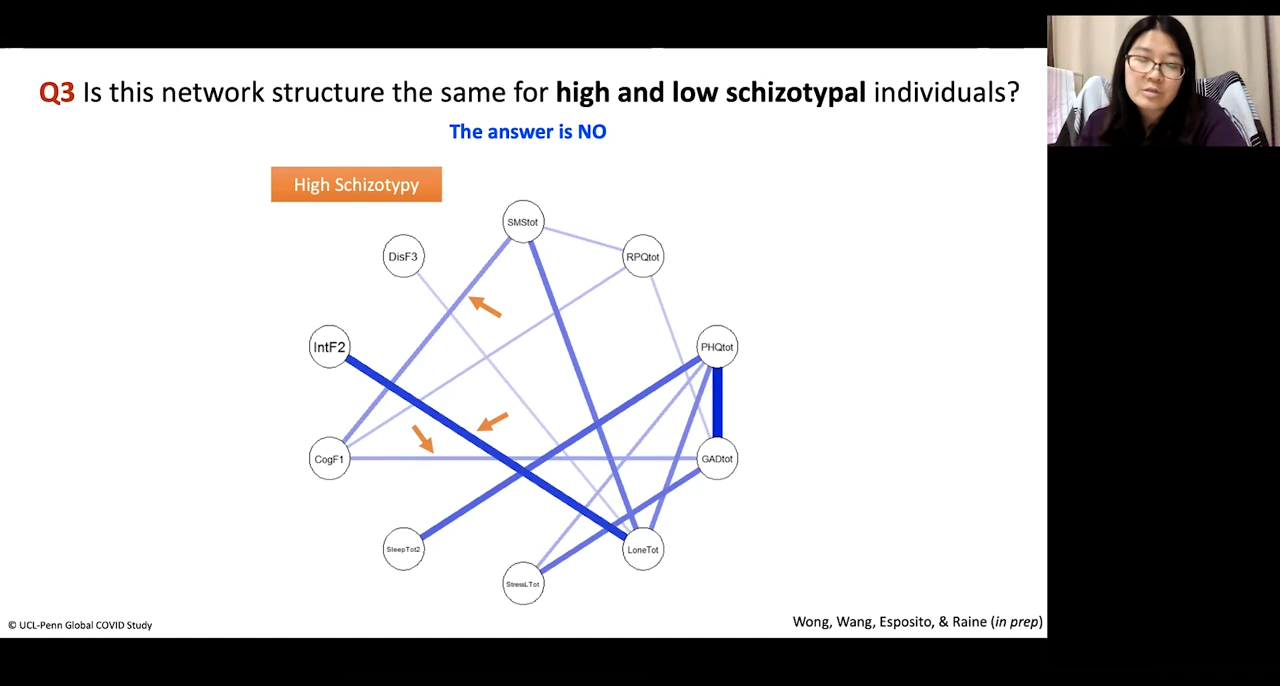 Q3 Is this network structure the same for high and low schizotypal individuals?
The answer is NO
High Schizotypy
SMStot
DisF3
RPQtot
IntF2
PHQtot
CogF1
GADtot
SleepTot2
LoneTot
StressLTot
© UCL-Penn Global COVID Study
Wong, Wang, Esposito, & Raine (in prep)